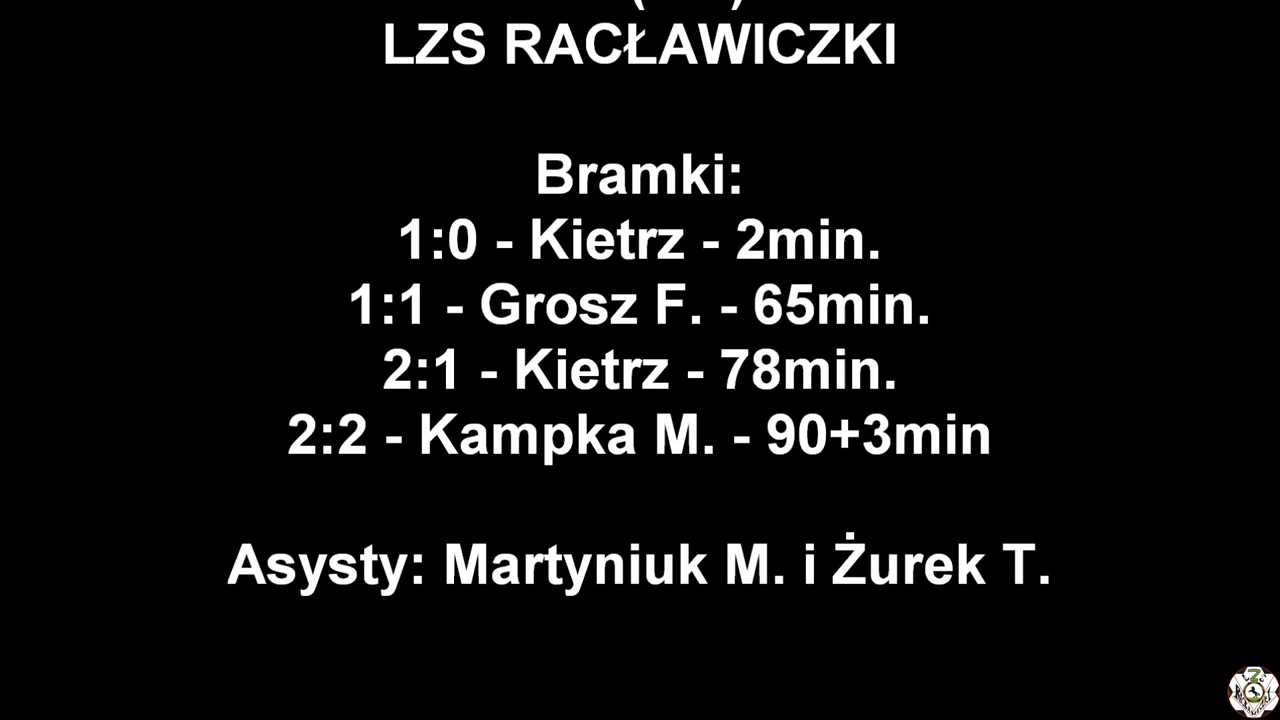 LZS RACŁAWICZKI
Bramki:
1:0 - Kietrz - 2min.
1:1 - Grosz F. - 65min.
2:1 - Kietrz - 78min.
2:2 - Kampka M. - 90+3min
Asysty: Martyniuk M. i Żurek T.